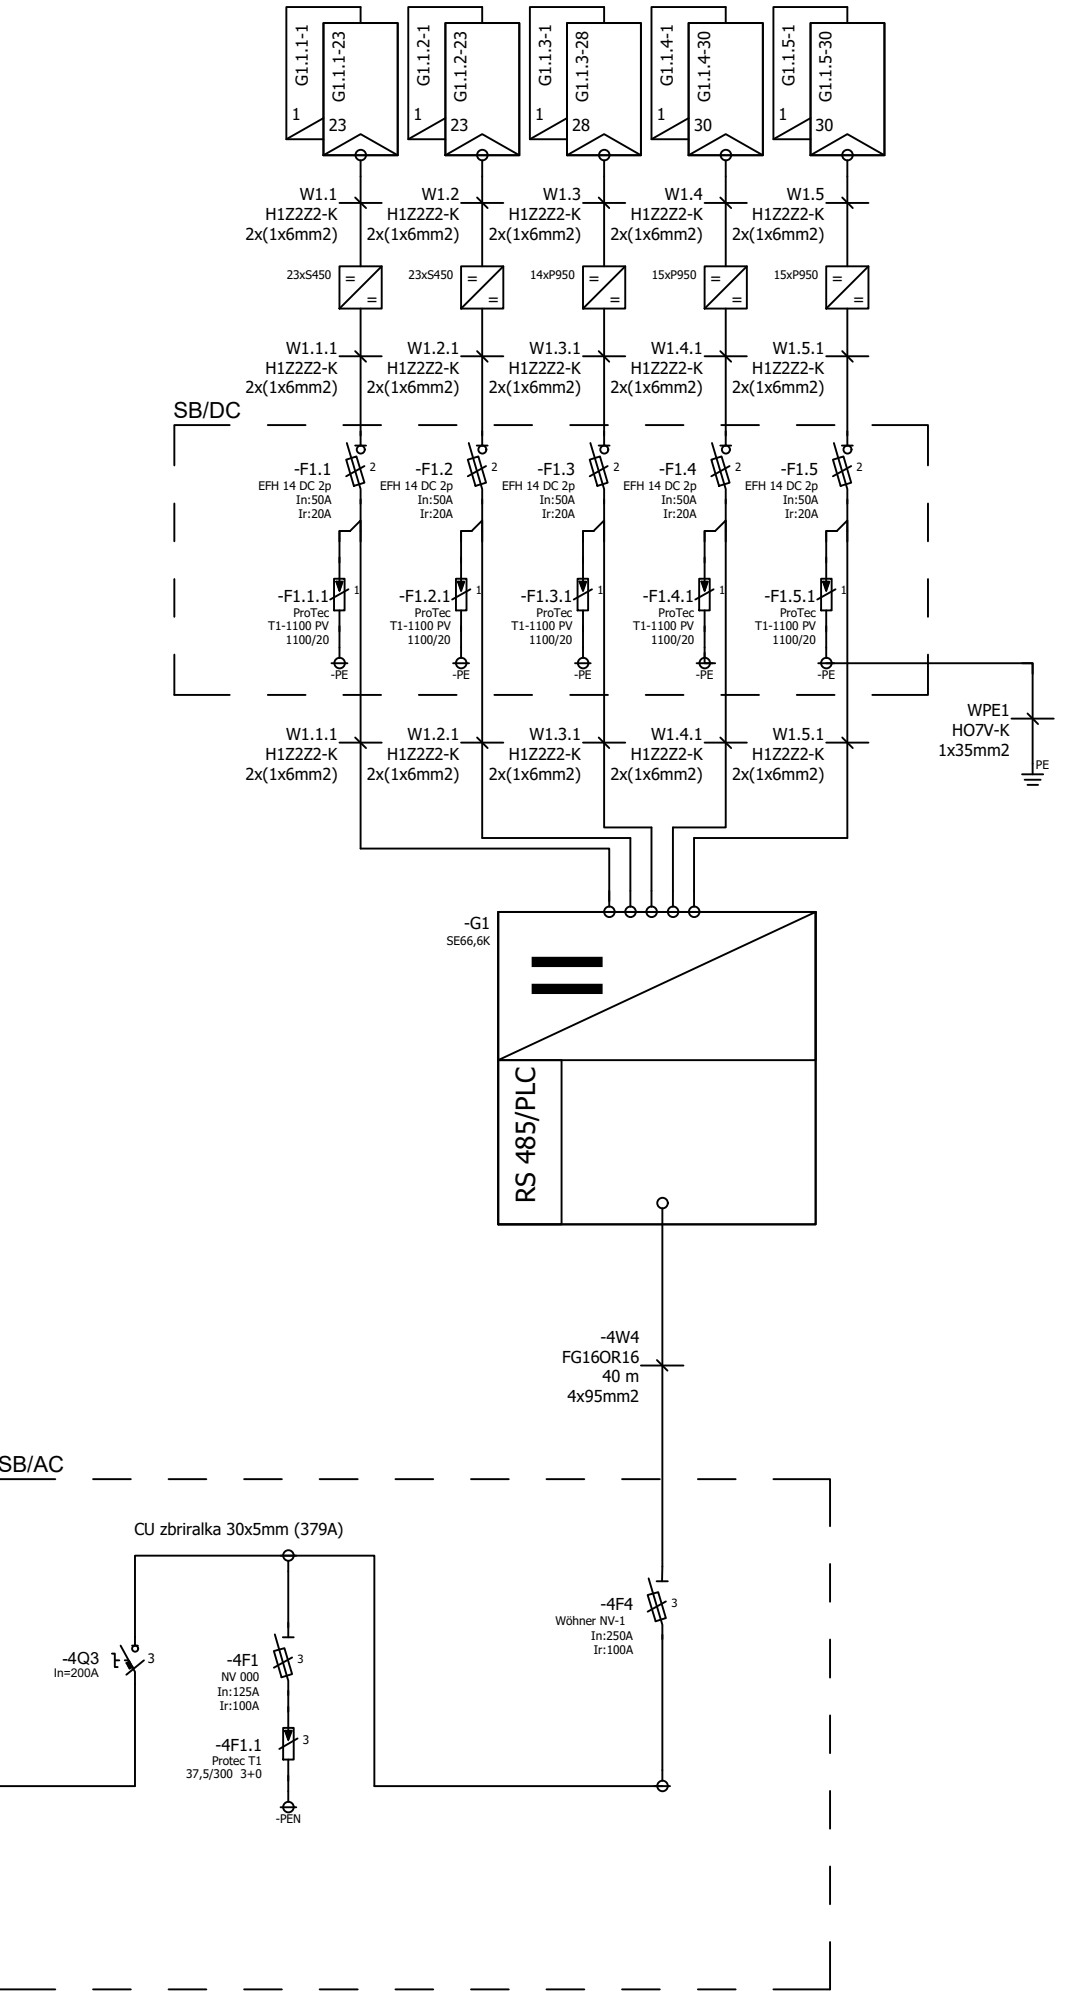 G1.1.1-1
G1.1.1-23
1
23
G1.1.2-1
G1.1.2-23
1
23
G1.1.3-1
G1.1.3-28
1
28
G1.1.4-1
G1.1.4-30
1
30
G1.1.5-1
G1.1.5-30
1
30
W1.1
H1Z2Z2-K
2x(1x6mm2)
W1.2
H1Z2Z2-K
2x(1x6mm2)
W1.3
H1Z2Z2-K
2x(1x6mm2)
W1.4
H1Z2Z2-K
2x(1x6mm2)
W1.5
H1Z2Z2-K
2x(1x6mm2)
23xS450
23xS450
14xP950
15xP950
15xP950
W1.1.1
H1Z2Z2-K
2x(1x6mm2)
W1.2.1
H1Z2Z2-K
2x(1x6mm2)
W1.3.1
H1Z2Z2-K
2x(1x6mm2)
W1.4.1
H1Z2Z2-K
2x(1x6mm2)
W1.5.1
H1Z2Z2-K
2x(1x6mm2)
SB/DC
-F1.1
EFH 14 DC 2p
In:50A
Ir:20A
2
-F1.2
EFH 14 DC 2p
In:50A
Ir:20A
2
-F1.3
EFH 14 DC 2p
In:50A
Ir:20A
2
-F1.4
EFH 14 DC 2p
In:50A
Ir:20A
2
-F1.5
EFH 14 DC 2p
In:50A
Ir:20A
2
-F1.1.1
ProTec
T1-1100 PV
1100/20
1
-PE
-F1.2.1
ProTec
T1-1100 PV
1100/20
1
-PE
-F1.3.1
ProTec
T1-1100 PV
1100/20
1
-PE
-F1.4.1
ProTec
T1-1100 PV
1100/20
1
-PE
-F1.5.1
ProTec
T1-1100 PV
1100/20
1
-PE
WPE1
HO7V-K
1x35mm2
PE
W1.1.1
H1Z2Z2-K
2x(1x6mm2)
W1.2.1
H1Z2Z2-K
2x(1x6mm2)
W1.3.1
H1Z2Z2-K
2x(1x6mm2)
W1.4.1
H1Z2Z2-K
2x(1x6mm2)
W1.5.1
H1Z2Z2-K
2x(1x6mm2)
-G1
SE66,6K
RS 485/PLC
-4W4
FG16OR16
40 m
4x95mm2
SB/AC
CU zbriralka 30x5mm (379A)
-4Q3
In=200A
3
-4F1
NV 000
In:125A
Ir:100A
3
-4F1.1
Protec T1
37,5/300 3+0
3
-PEN
-4F4
Wöhner NV-1
In:250A
Ir:100A
3